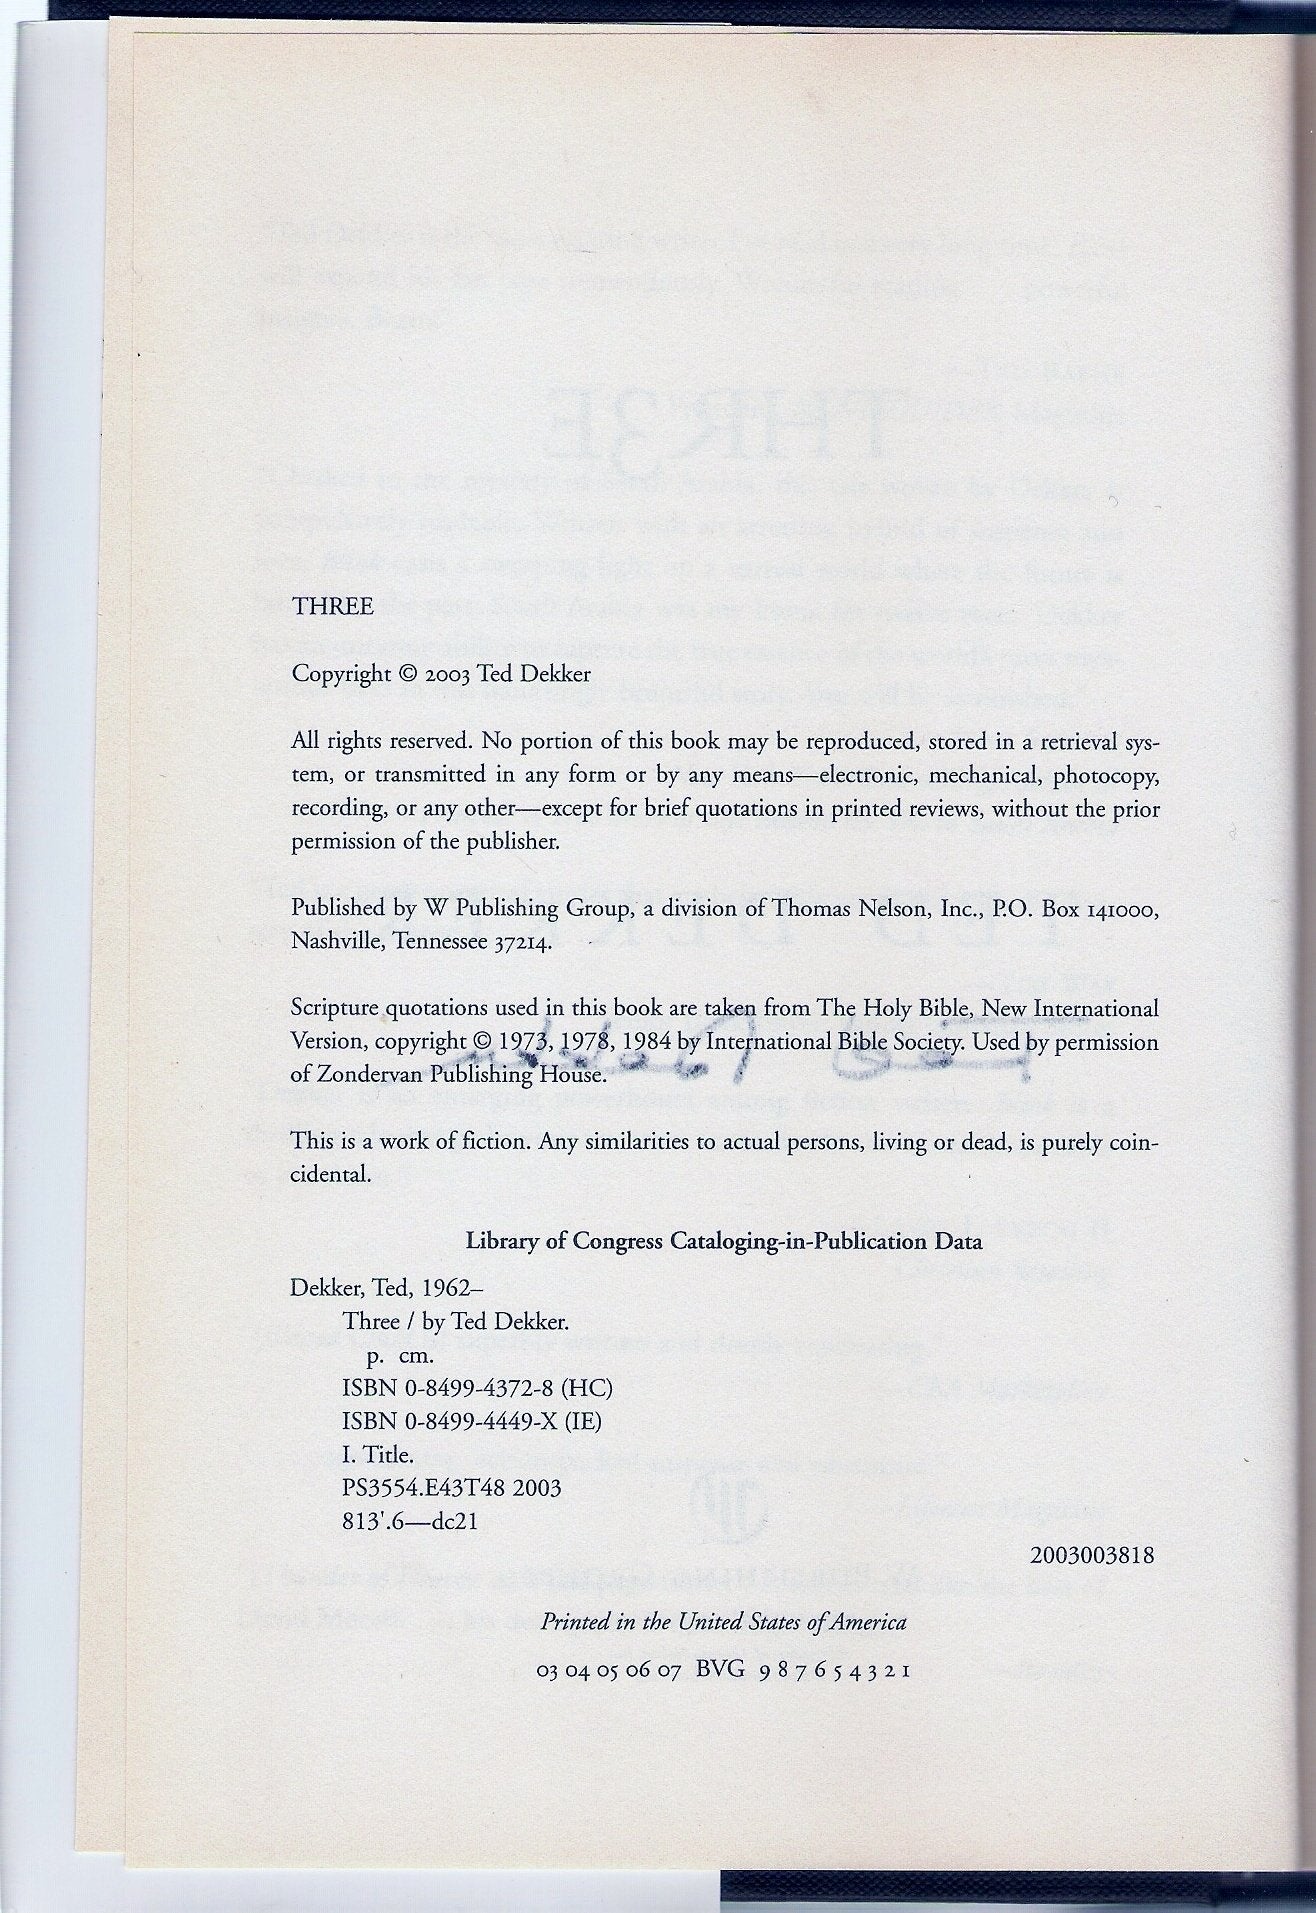 THREE
Copyright © 2003 Ted Dekker
All rights reserved. No portion of this book may be reproduced, stored in a retrieval sys-
tem, or transmitted in any form or by any means—electronic, mechanical, photocopy,
recording, or any other—except for brief quotations in printed reviews, without the prior
permission of the publisher.
Published by W Publishing Group, a division of Thomas Nelson, Inc., P.O. Box 141000,
Nashville, Tennessee 37214.
Scripture quotations used in this book are taken from The Holy Bible, New International
Version, copyright © 1973, 1978, 1984 by International Bible Society. Used by permission
of Zondervan Publishing House.
This is a work of fiction. Any similarities to actual persons, living or dead, is purely coin-
cidental.
Library of Congress Cataloging-in-Publication Data
Dekker, Ted, 1962–
Three / by Ted Dekker.
p. cm.
ISBN 0-8499-4372-8 (HC)
ISBN 0-8499-4449-X (IE)
I. Title.
PS3554.E43T48 2003
813'.6—dc21
2003003818
Printed in the United States of America
03 04 05 06 07 BVG 9 8 7 6 5 4 3 2 1